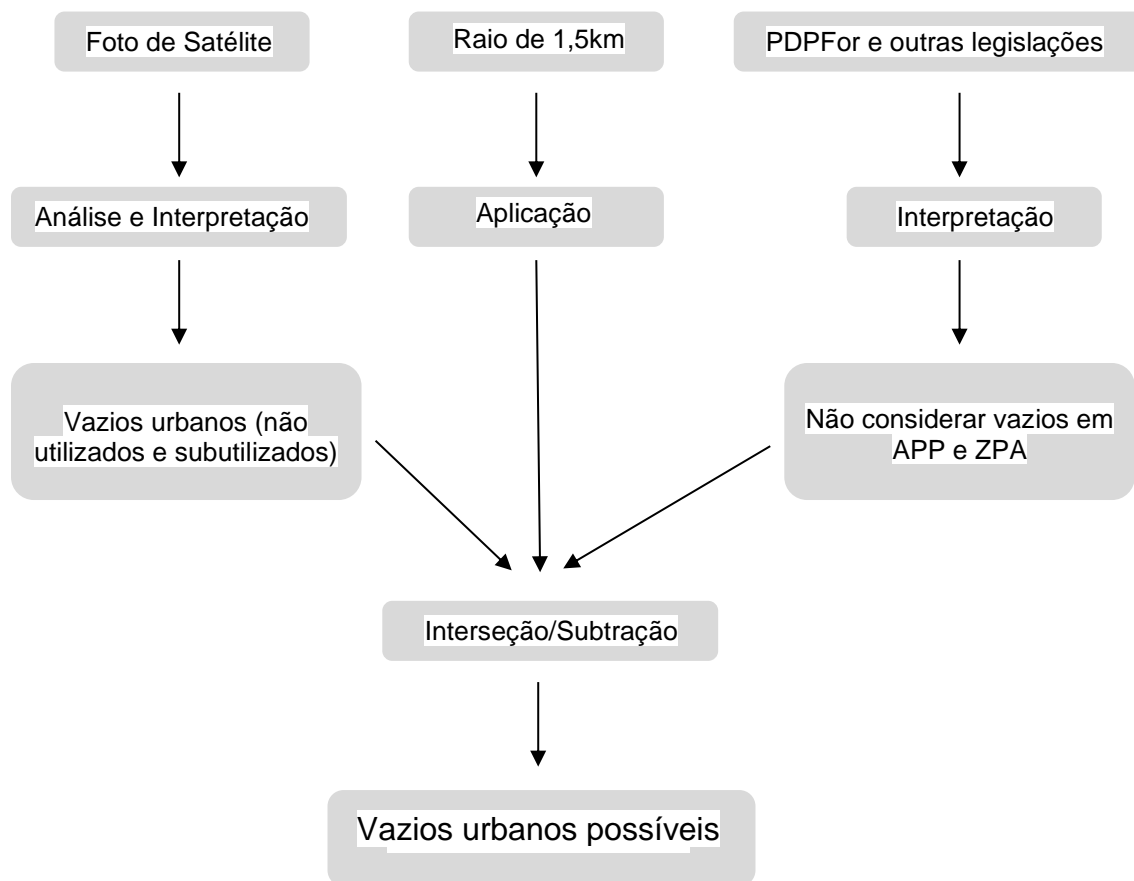 Foto de Satélite
Raio de 1,5km
PDPFor e outras legislações
Análise e Interpretação
Aplicação
Interpretação
Vazios urbanos (não
utilizados e subutilizados)
Não considerar vazios em
APP e ZPA
Interseção/Subtração
Vazios urbanos possíveis